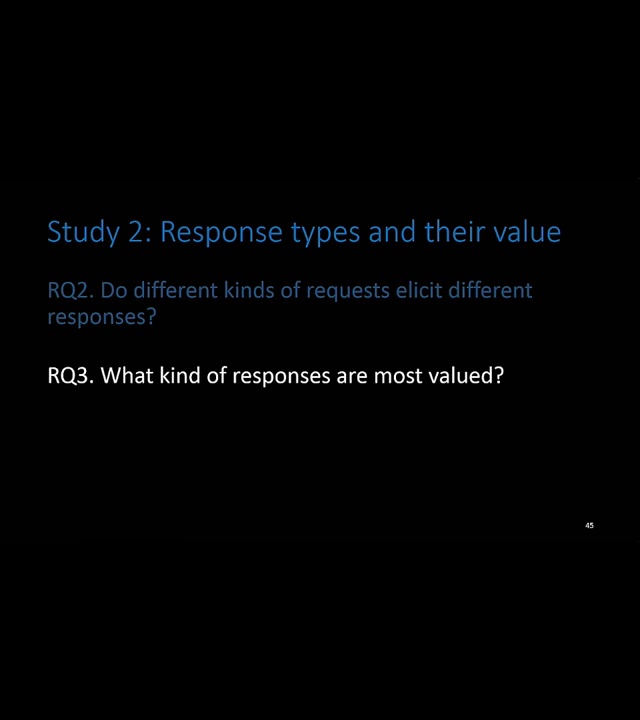 Study 2: Response types and their value
RQ2. Do different kinds of requests elicit different
responses?
RQ3. What kind of responses are most valued?
45